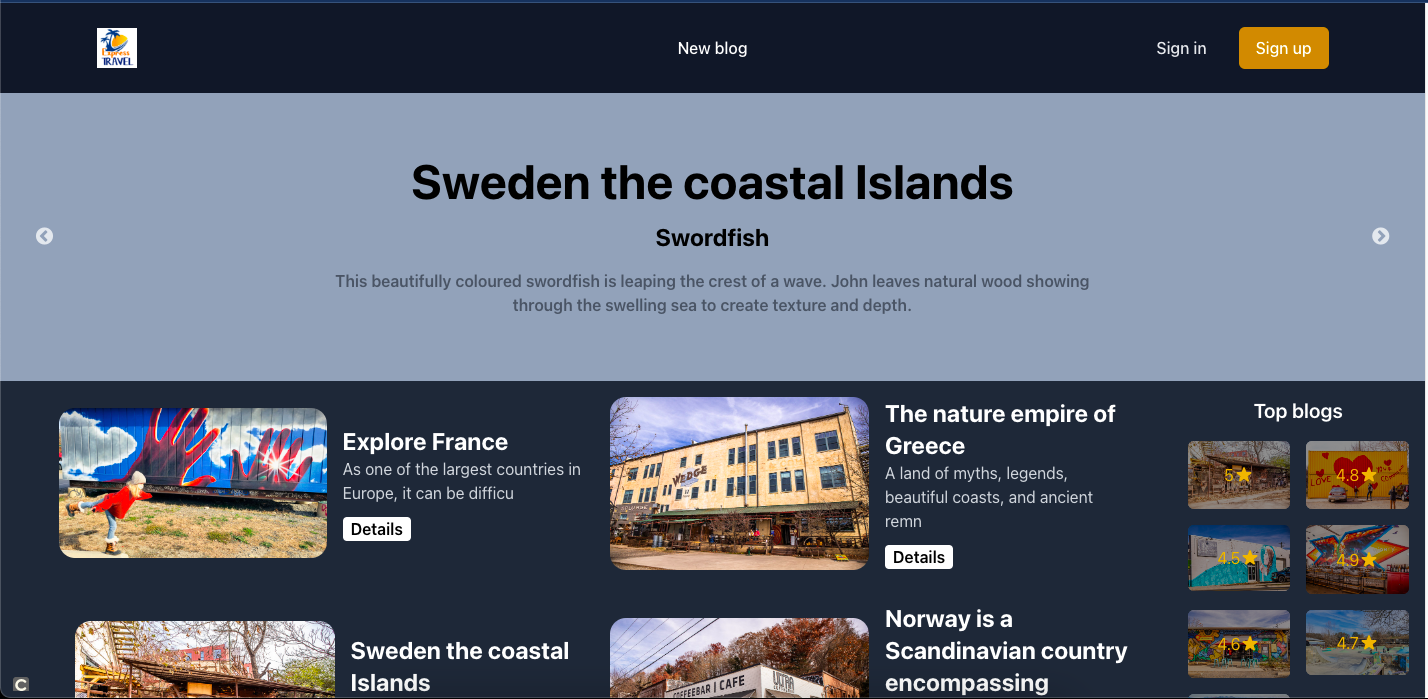 Express
TRAVEL
New blog
Sign in
Sign up
Sweden the coastal Islands
Swordfish
This beautifully coloured swordfish is leaping the crest of a wave. John leaves natural wood showing
through the swelling sea to create texture and depth.
Explore France
As one of the largest countries in
Europe, it can be difficu
Details
WEDGE
The nature empire of
Greece
A land of myths, legends,
beautiful coasts, and ancient
remn
Details
Top blogs
5
4.8
LOVE
4.5
4.9
4.6
4.7
Sweden the coastal
Islands
COFFEEBAR | CAFE
ULTRA
Norway is a
Scandinavian country
encompassing
C